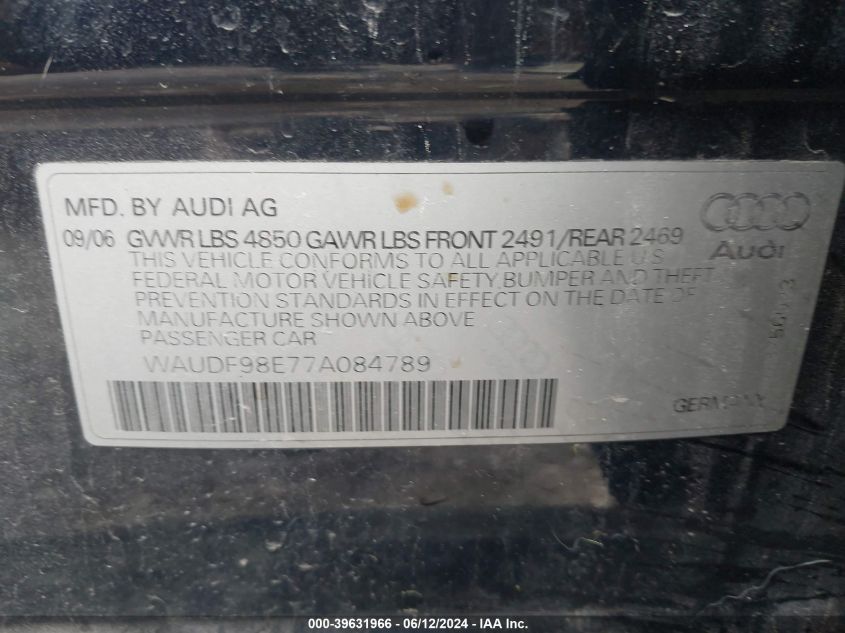 MFD. BY AUDI AG
09/06 GVWR LBS 4850 GAWR LBS FRONT 2491/REAR 2469
THIS VEHICLE CONFORMS TO ALL APPLICABLE U.S
FEDERAL MOTOR VEHICLE SAFETY, BUMPER AND THEFT
PREVENTION STANDARDS IN EFFECT ON THE DATE OF
MANUFACTURE SHOWN ABOVE
PASSENGER CAR
Audi
WAUDF98E77A084789
GERMANY
000-39631966 / 06/12/2024 - IAA Inc.